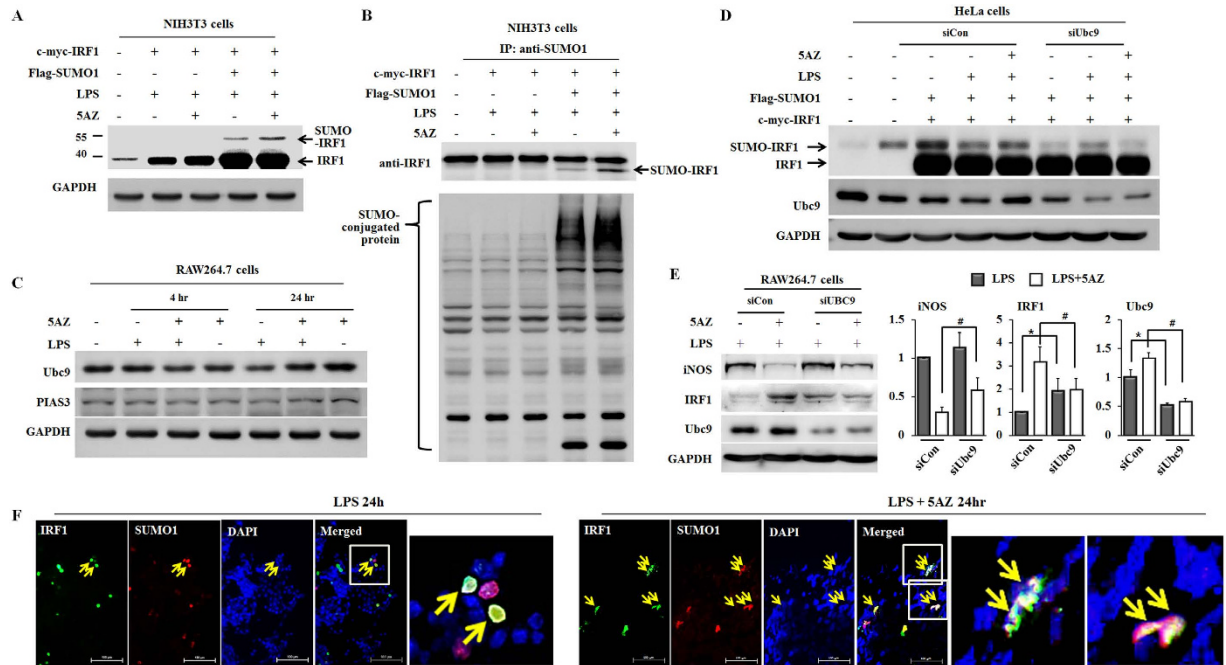 A
NIH3T3 cells
c-myc-IRF1 - + + + +
Flag-SUMO1 - - - + +
LPS - + + + +
5AZ - - + - +
55
40
SUMO
-IRF1
IRF1
GAPDH
B
NIH3T3 cells
IP: anti-SUMO1
c-myc-IRF1 - + + + +
Flag-SUMO1 - - - + +
LPS - + + + +
5AZ - - + - +
anti-IRF1
SUMO-IRF1
SUMO-
conjugated
protein
C
RAW264.7 cells
4 hr 24 hr
5AZ - - + + - + +
LPS - + + - + + -
Ubc9
PIAS3
GAPDH
D
HeLa cells
siCon siUbc9
5AZ - - - - + - - +
LPS - - - + + - + +
Flag-SUMO1 - - + + + + + +
c-myc-IRF1 - - + + + + + +
SUMO-IRF1
IRF1
Ubc9
GAPDH
E
RAW264.7 cells
siCon siUBC9
5AZ - + - +
LPS + + + +
iNOS
IRF1
Ubc9
GAPDH
LPS LPS+5AZ
iNOS
#
1
0.5
0
siCon
siUbc9
IRF1
* #
4
3
2
1
0
siCon
siUbc9
Ubc9
* #
2
1.5
1
0.5
0
siCon
siUbc9
F
LPS 24h
IRF1 SUMO1 DAPI Merged
LPS + 5AZ 24hr
IRF1 SUMO1 DAPI Merged